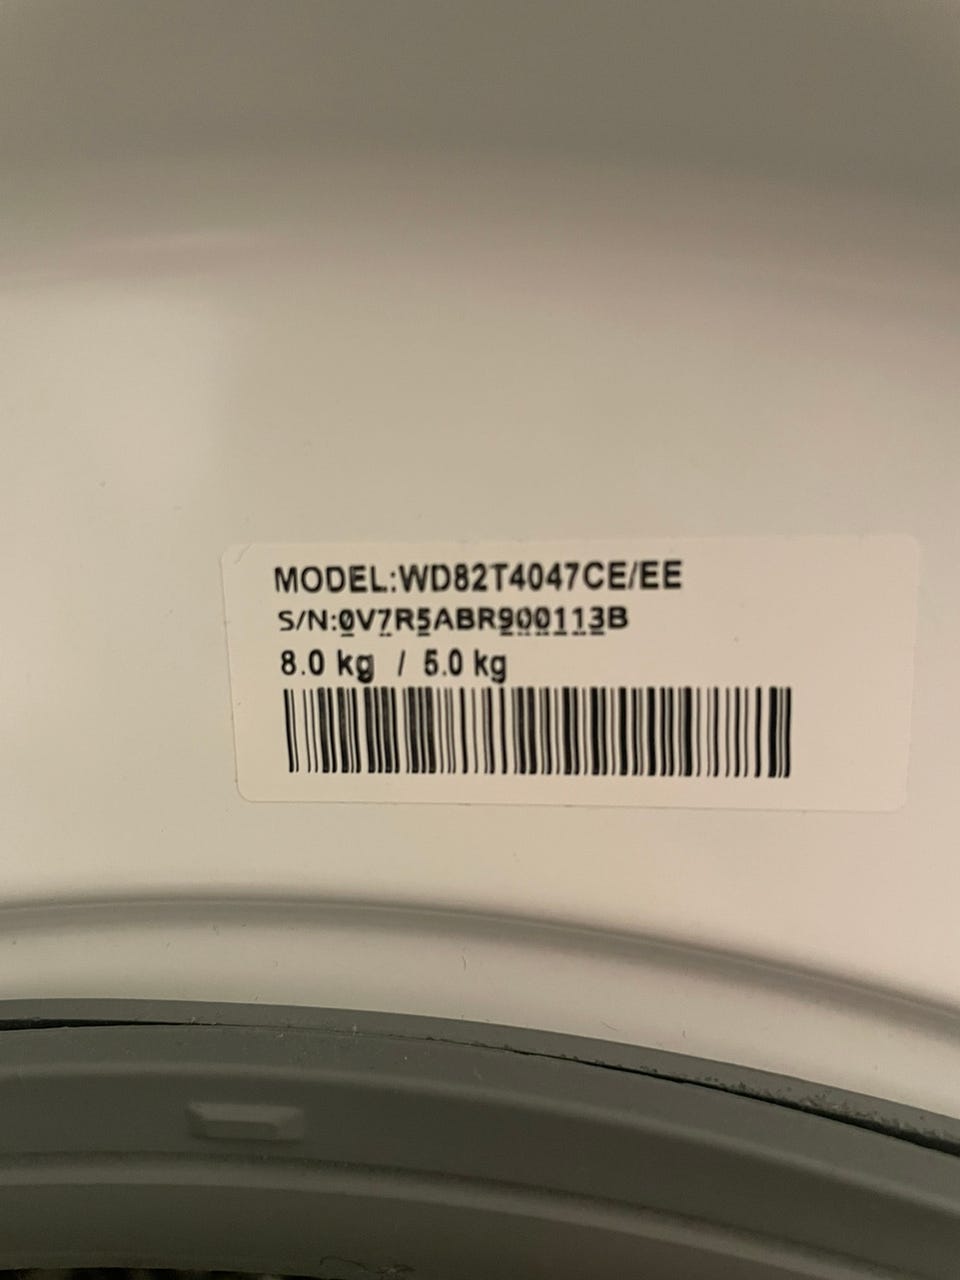 MODEL:WD82T4047CE/EE
S/N:0V7R5ABR900113B
8.0 kg / 5.0 kg